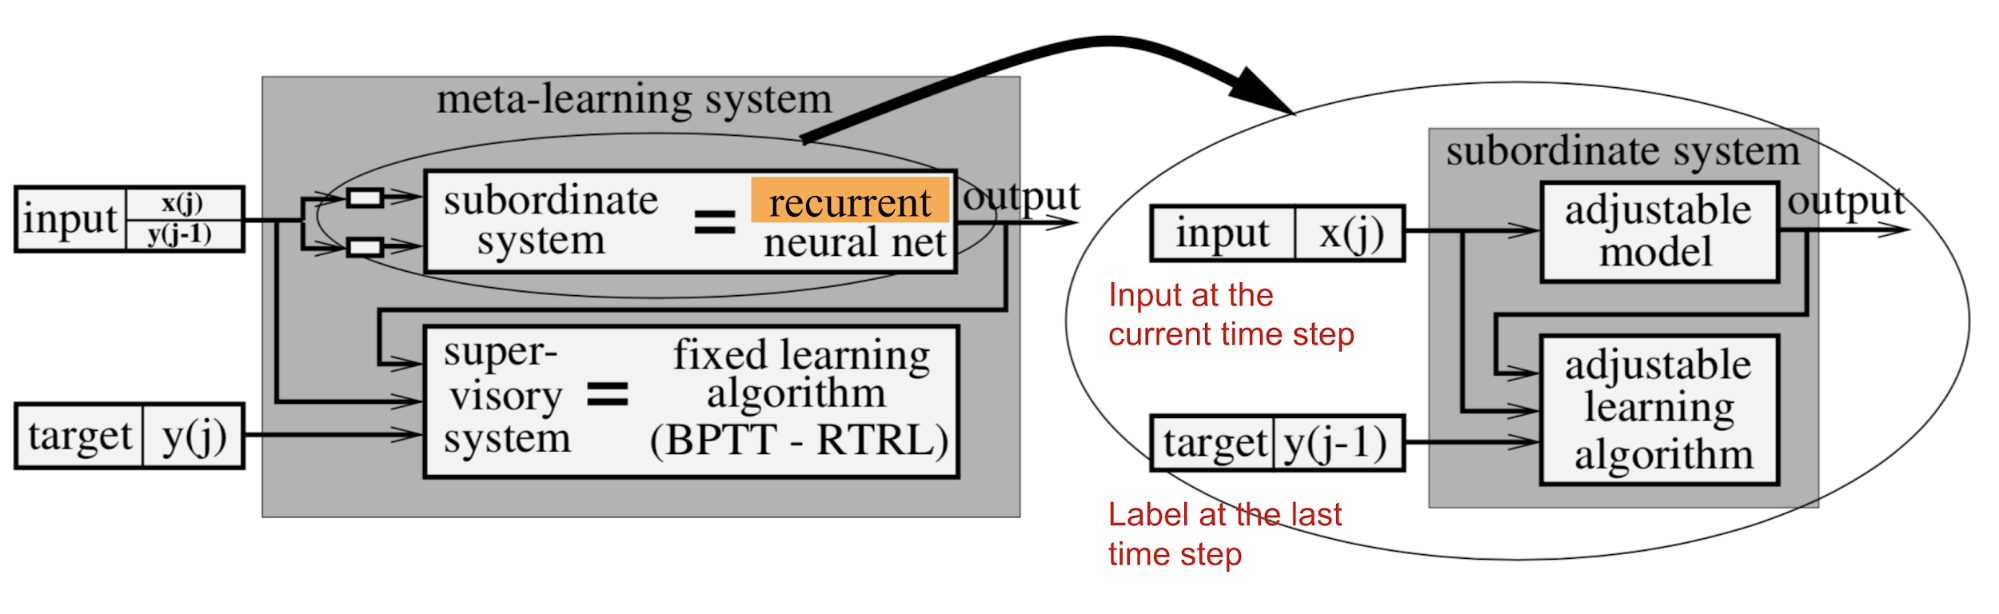 meta-learning system
input
x(j)
y(j-1)
subordinate
system
=
recurrent
neural net
output
super-
visory
system
=
fixed learning
algorithm
(BPTT - RTRL)
target
y(j)
subordinate system
input
x(j)
adjustable
model
output
Input at the
current time step
adjustable
learning
algorithm
target
y(j-1)
Label at the last
time step